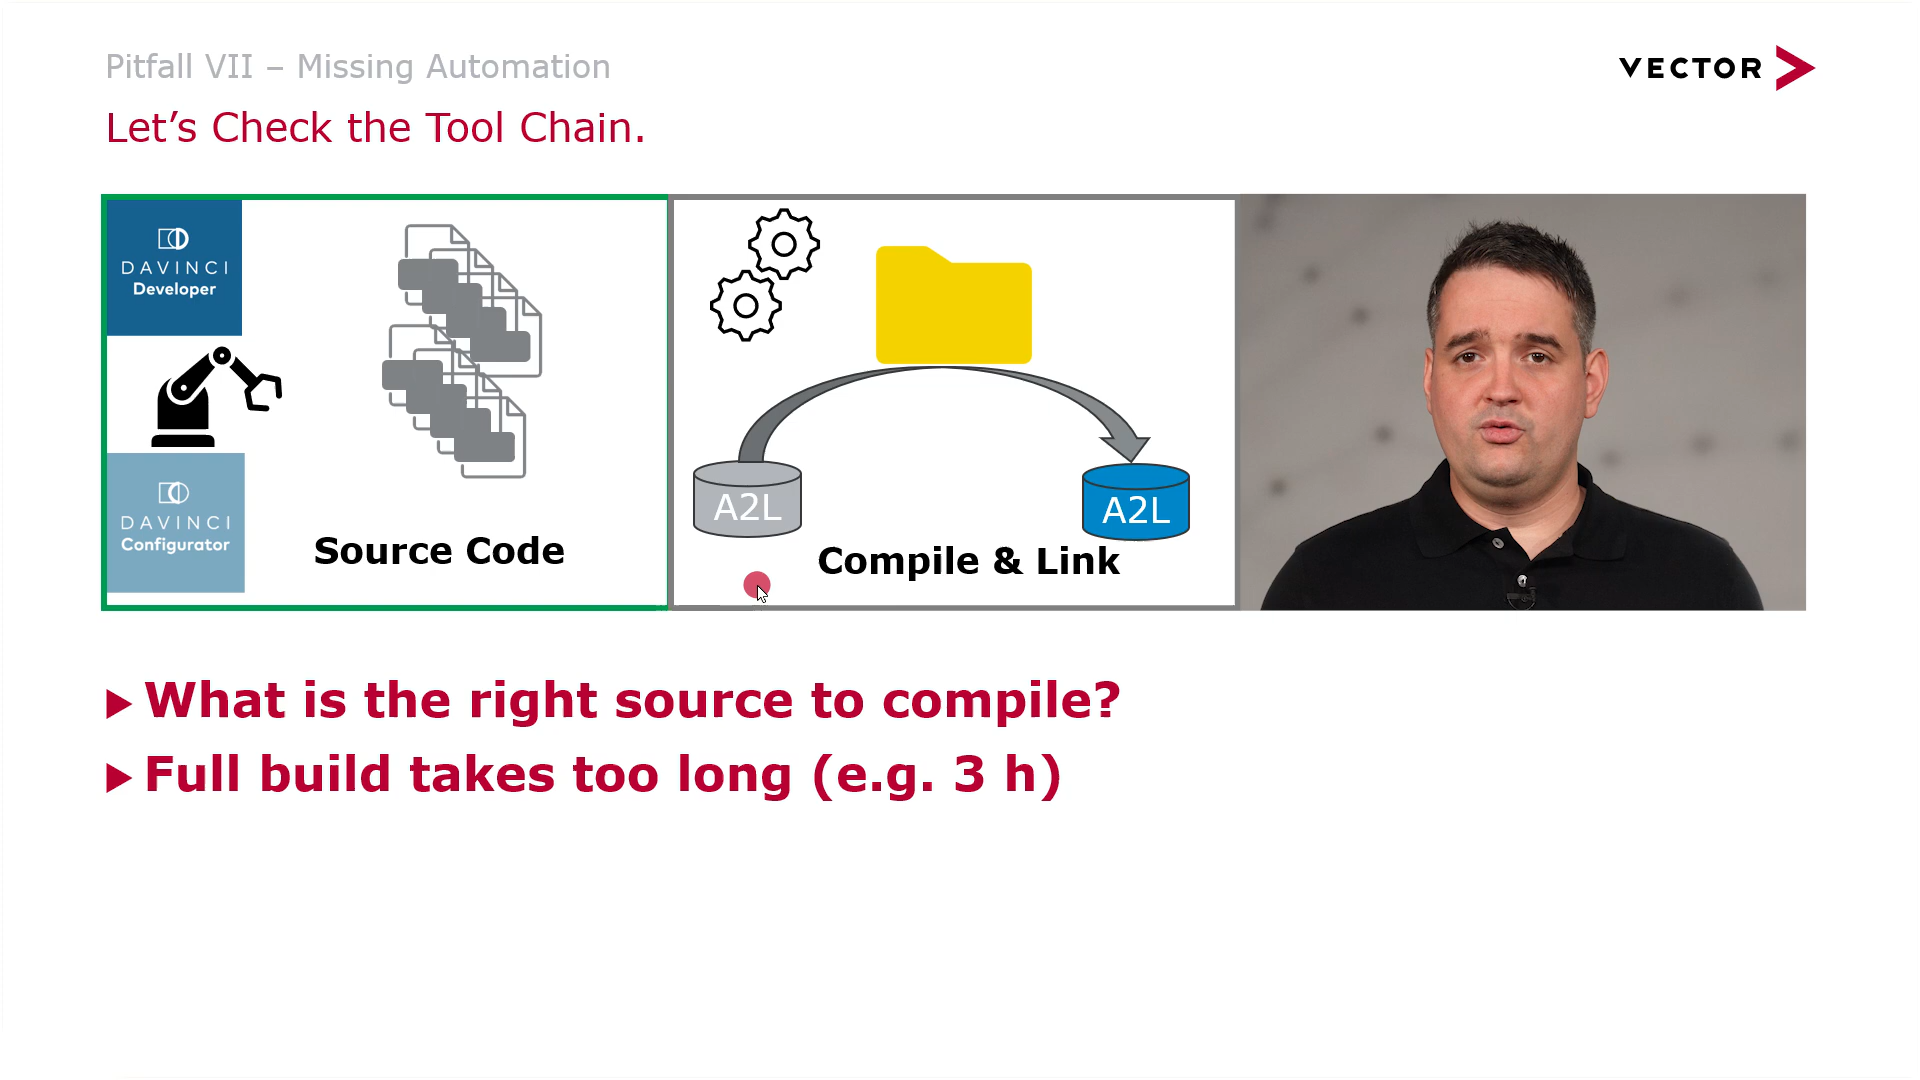 Pitfall VII – Missing Automation
VECTOR
Let's Check the Tool Chain.
DAVINCI
Developer
DAVINCI
Configurator
Source Code
A2L
A2L
Compile & Link
What is the right source to compile?
Full build takes too long (e.g. 3 h)